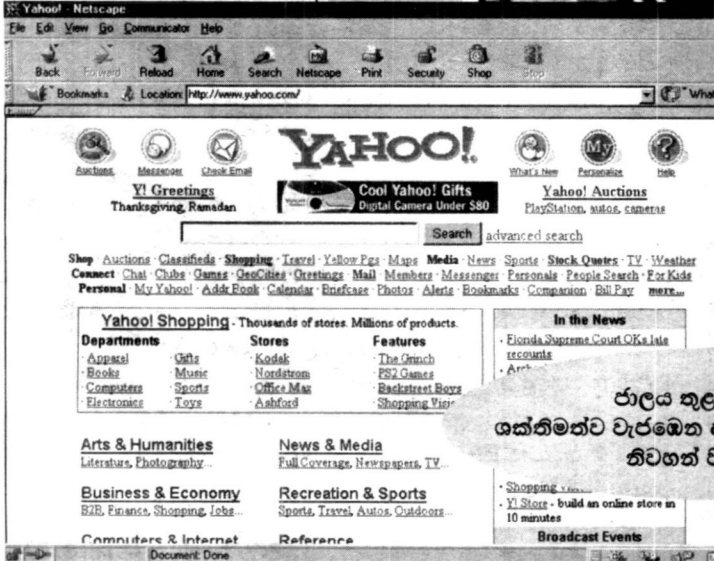 Yahoo! - Netscape
File Edit View Go Communicator Help
Back Forward Reload Home Search Netscape Print Security Shop Stop
Bookmarks Location: http://www.yahoo.com/ What
Auctions Messenger Check Email YAHOO! What's New Personalize Help
Y! Greetings
Thanksgiving, Ramadan
Cool Yahoo! Gifts
Digital Camera Under $80
Yahoo! Auctions
PlayStation, autos, cameras
Search advanced search
Shop · Auctions · Classifieds · Shopping · Travel · Yellow Pgs · Maps Media · News · Sports · Stock Quotes · TV · Weather
Connect · Chat · Clubs · Games · GeoCities · Greetings · Mail · Members · Messenger · Personals · People Search · For Kids
Personal · My Yahoo! · Addr Book · Calendar · Briefcase · Photos · Alerts · Bookmarks · Companion · Bill Pay more...
Yahoo! Shopping - Thousands of stores. Millions of products.
Departments Stores Features
· Apparel · Gifts · Kodak · The Grinch
· Books · Music · Nordstrom · PS2 Games
· Computers · Sports · Office Max · Backstreet Boys
· Electronics · Toys · Ashford · Shopping
In the News
· Florida Supreme Court OKs late
recounts
ජාලය තුළ
ශක්තිමත්ව වැජඹෙන
නිවහන්
Arts & Humanities
Literature, Photography...
News & Media
Full Coverage, Newspapers, TV...
Business & Economy
B2B, Finance, Shopping, Jobs...
Recreation & Sports
Sports, Travel, Autos, Outdoors...
Computers & Internet
Reference
· Shopping
· Y! Store - build an online store in
10 minutes
Broadcast Events
Document: Done